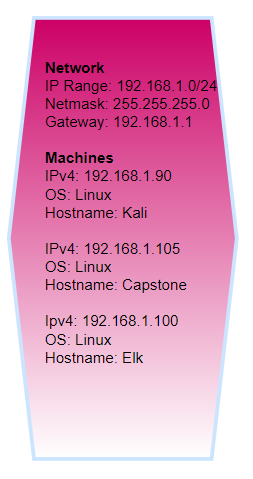 Network
IP Range: 192.168.1.0/24
Netmask: 255.255.255.0
Gateway: 192.168.1.1
Machines
IPv4: 192.168.1.90
OS: Linux
Hostname: Kali
IPv4: 192.168.1.105
OS: Linux
Hostname: Capstone
Ipv4: 192.168.1.100
OS: Linux
Hostname: Elk